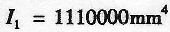 I₁ = 1110000mm⁴